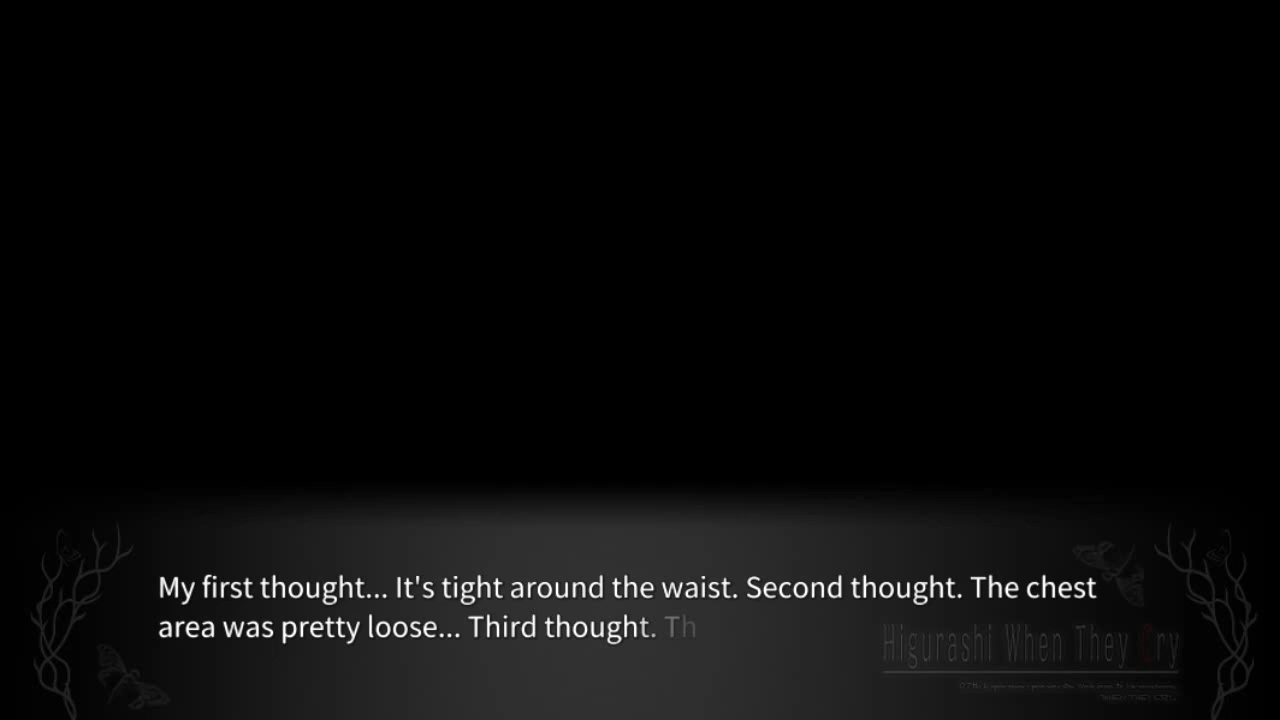 My first thought... It's tight around the waist. Second thought. The chest
area was pretty loose... Third thought. Th
Higurashi When They Cry